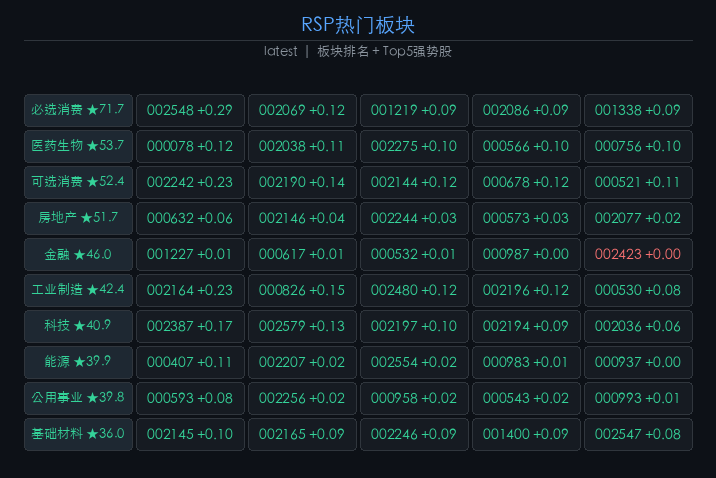 RSP热门板块
latest | 板块排名+Top5强势股
必选消费 ★71.7 002548 +0.29 002069 +0.12 001219 +0.09 002086 +0.09 001338 +0.09
医药生物 ★53.7 000078 +0.12 002038 +0.11 002275 +0.10 000566 +0.10 000756 +0.10
可选消费 ★52.4 002242 +0.23 002190 +0.14 002144 +0.12 000678 +0.12 000521 +0.11
房地产 ★51.7 000632 +0.06 002146 +0.04 002244 +0.03 000573 +0.03 002077 +0.02
金融 ★46.0 001227 +0.01 000617 +0.01 000532 +0.01 000987 +0.00 002423 +0.00
工业制造 ★42.4 002164 +0.23 000826 +0.15 002480 +0.12 002196 +0.12 000530 +0.08
科技 ★40.9 002387 +0.17 002579 +0.13 002197 +0.10 002194 +0.09 002036 +0.06
能源 ★39.9 000407 +0.11 002207 +0.02 002554 +0.02 000983 +0.01 000937 +0.00
公用事业 ★39.8 000593 +0.08 002256 +0.02 000958 +0.02 000543 +0.02 000993 +0.01
基础材料 ★36.0 002145 +0.10 002165 +0.09 002246 +0.09 001400 +0.09 002547 +0.08